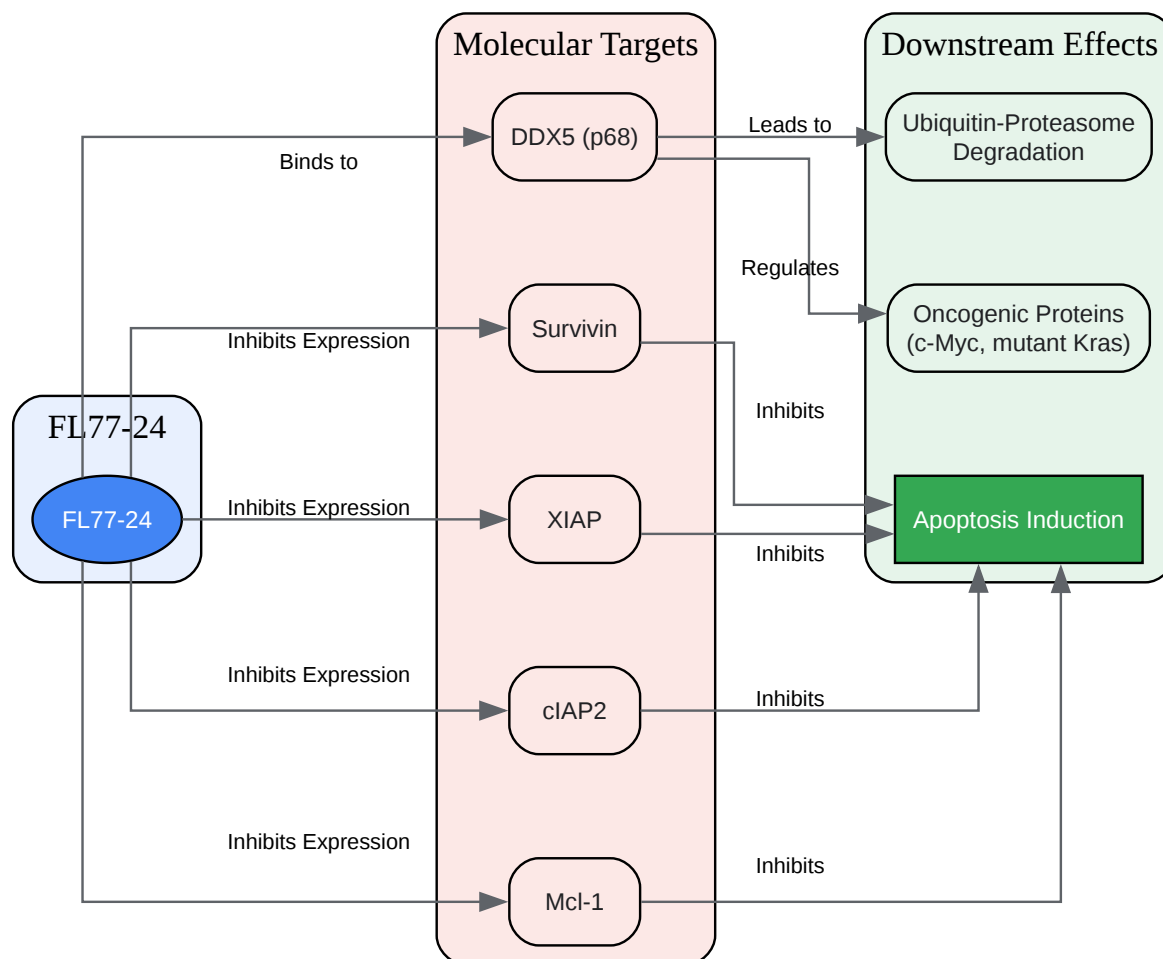 Molecular Targets
Downstream Effects
DDX5 (p68)
Leads to
Ubiquitin-Proteasome
Degradation
Binds to
Regulates
Survivin
Oncogenic Proteins
(c-Myc, mutant Kras)
Inhibits Expression
Inhibits
FL77-24
FL77-24
Inhibits Expression
XIAP
Apoptosis Induction
Inhibits
Inhibits Expression
cIAP2
Inhibits
Inhibits Expression
Mcl-1
Inhibits